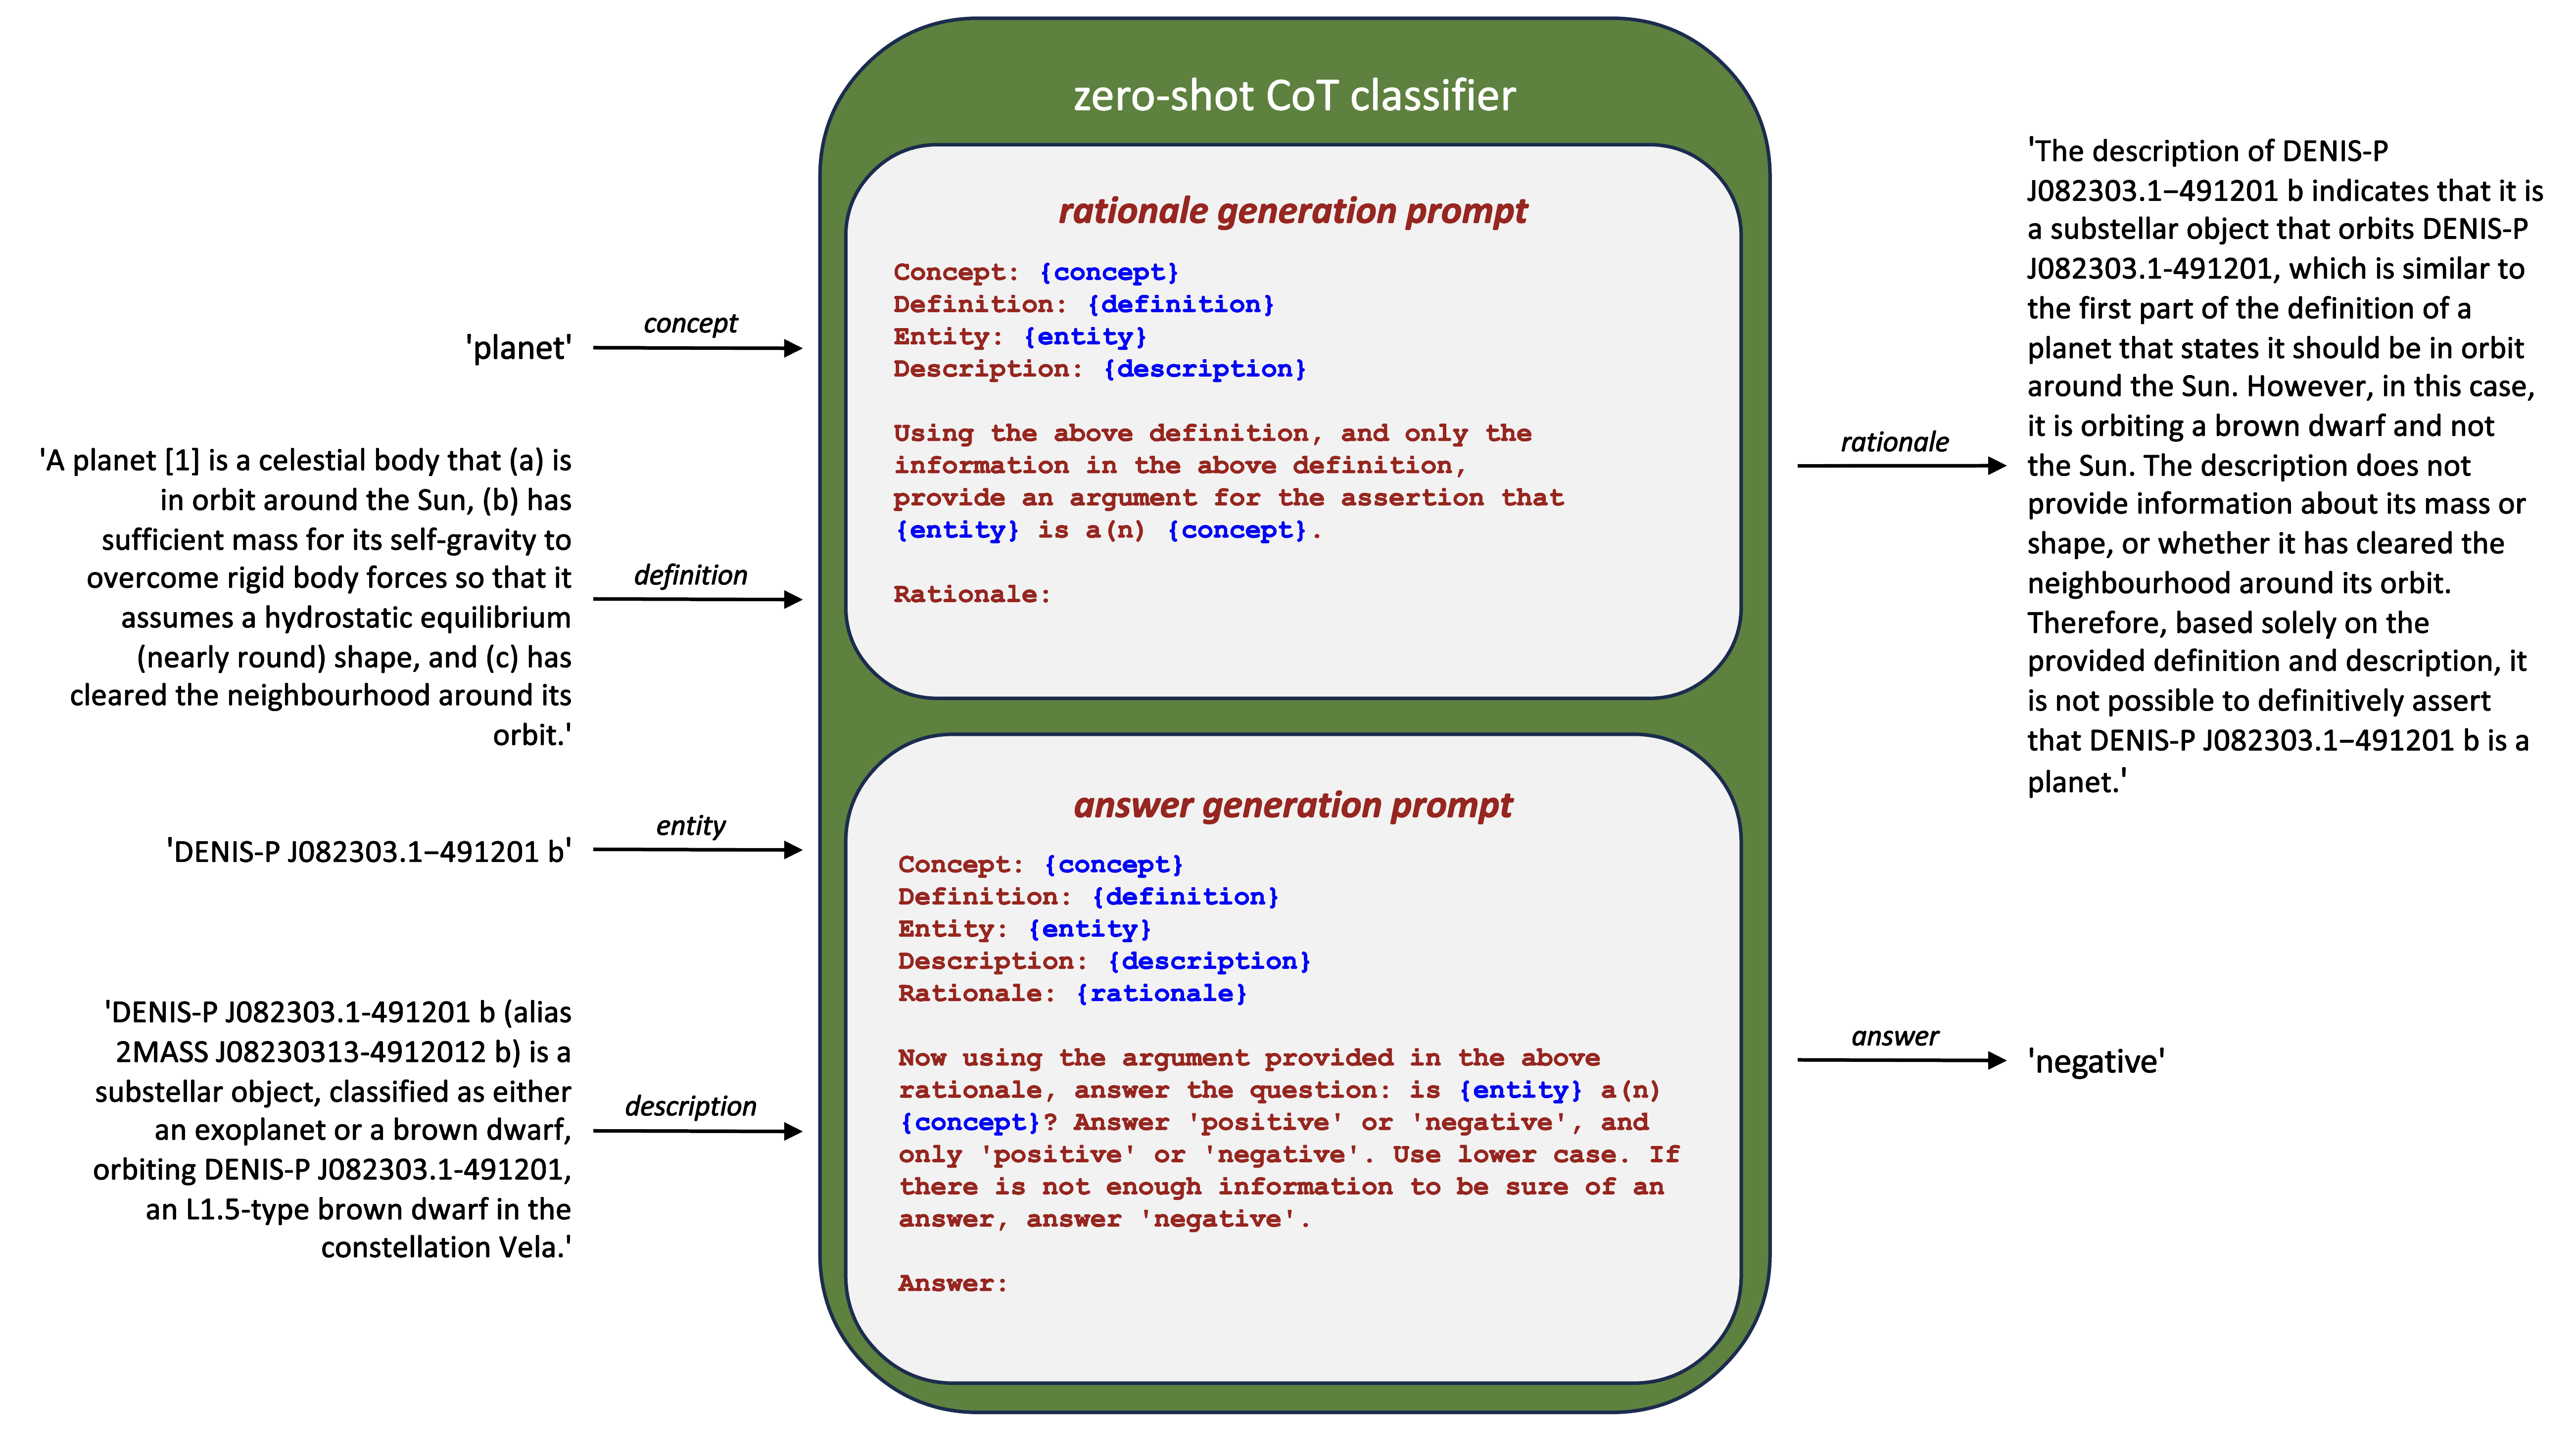 zero-shot CoT classifier
'planet'
concept
'A planet [1] is a celestial body that (a) is
in orbit around the Sun, (b) has
sufficient mass for its self-gravity to
overcome rigid body forces so that it
assumes a hydrostatic equilibrium
(nearly round) shape, and (c) has
cleared the neighbourhood around its
orbit.'
definition
'DENIS-P J082303.1−491201 b'
entity
'DENIS-P J082303.1-491201 b (alias
2MASS J08230313-4912012 b) is a
substellar object, classified as either
an exoplanet or a brown dwarf,
orbiting DENIS-P J082303.1-491201,
an L1.5-type brown dwarf in the
constellation Vela.'
description
rationale generation prompt
Concept: {concept}
Definition: {definition}
Entity: {entity}
Description: {description}
Using the above definition, and only the
information in the above definition,
provide an argument for the assertion that
{entity} is a(n) {concept}.
Rationale:
answer generation prompt
Concept: {concept}
Definition: {definition}
Entity: {entity}
Description: {description}
Rationale: {rationale}
Now using the argument provided in the above
rationale, answer the question: is {entity} a(n)
{concept}? Answer 'positive' or 'negative', and
only 'positive' or 'negative'. Use lower case. If
there is not enough information to be sure of an
answer, answer 'negative'.
Answer:
rationale
'The description of DENIS-P
J082303.1−491201 b indicates that it is
a substellar object that orbits DENIS-P
J082303.1-491201, which is similar to
the first part of the definition of a
planet that states it should be in orbit
around the Sun. However, in this case,
it is orbiting a brown dwarf and not
the Sun. The description does not
provide information about its mass or
shape, or whether it has cleared the
neighbourhood around its orbit.
Therefore, based solely on the
provided definition and description, it
is not possible to definitively assert
that DENIS-P J082303.1−491201 b is a
planet.'
answer
'negative'